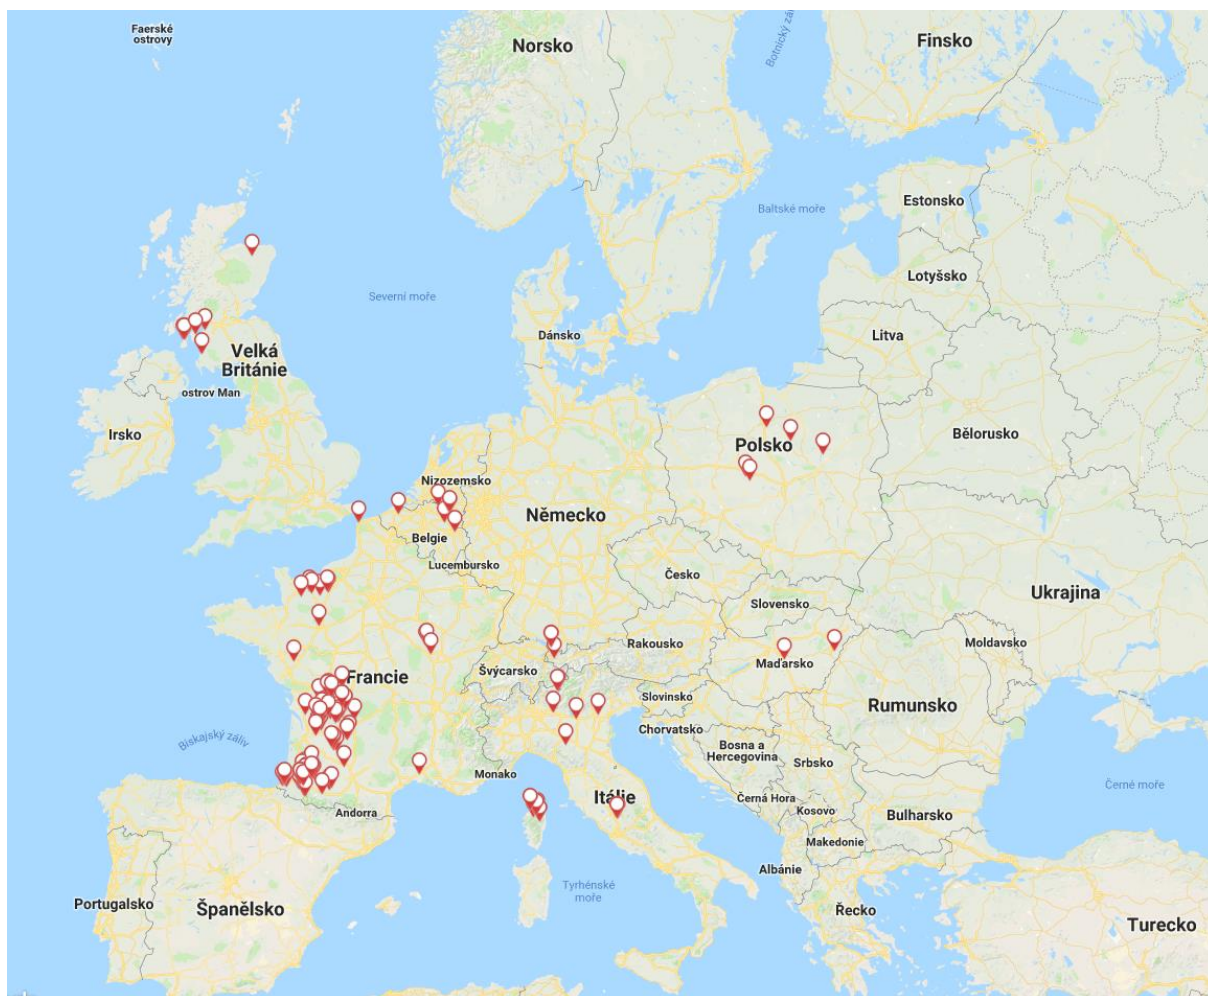 Faerské
ostrovy
Norsko
Finsko
Botnický zá
Estonsko
Baltské moře
Lotyšsko
Severní moře
Dánsko
Litva
Velká
Británie
ostrov Man
Irsko
Bělorusko
Polsko
Nizozemsko
Německo
Belgie
Lucembursko
Česko
Ukrajina
Slovensko
Moldavsko
Rakousko
Maďarsko
Švýcarsko
Francie
Slovinsko
Rumunsko
Chorvatsko
Biskajský záliv
Bosna a
Hercegovina
Srbsko
Monako
Černé moře
Itálie
Černá Hora
Kosovo
Andorra
Bulharsko
Makedonie
Albánie
Tyrhénské
moře
Portugalsko
Španělsko
Řecko
Turecko